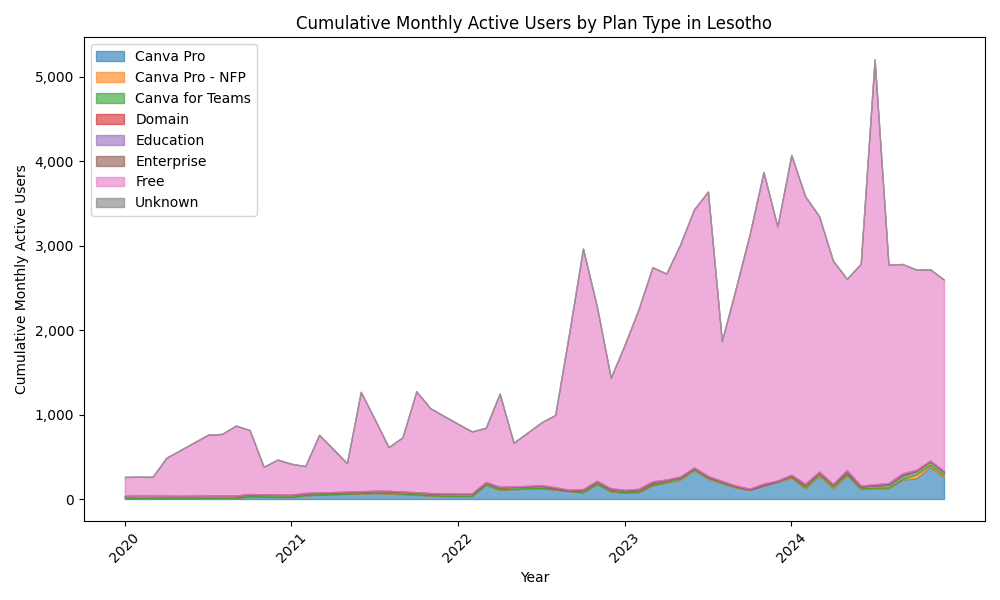 Cumulative Monthly Active Users by Plan Type in Lesotho
Canva Pro
Canva Pro - NFP
Canva for Teams
Domain
Education
Enterprise
Free
Unknown
Cumulative Monthly Active Users
5,000
4,000
3,000
2,000
1,000
0
2020
2021
2022
2023
2024
Year